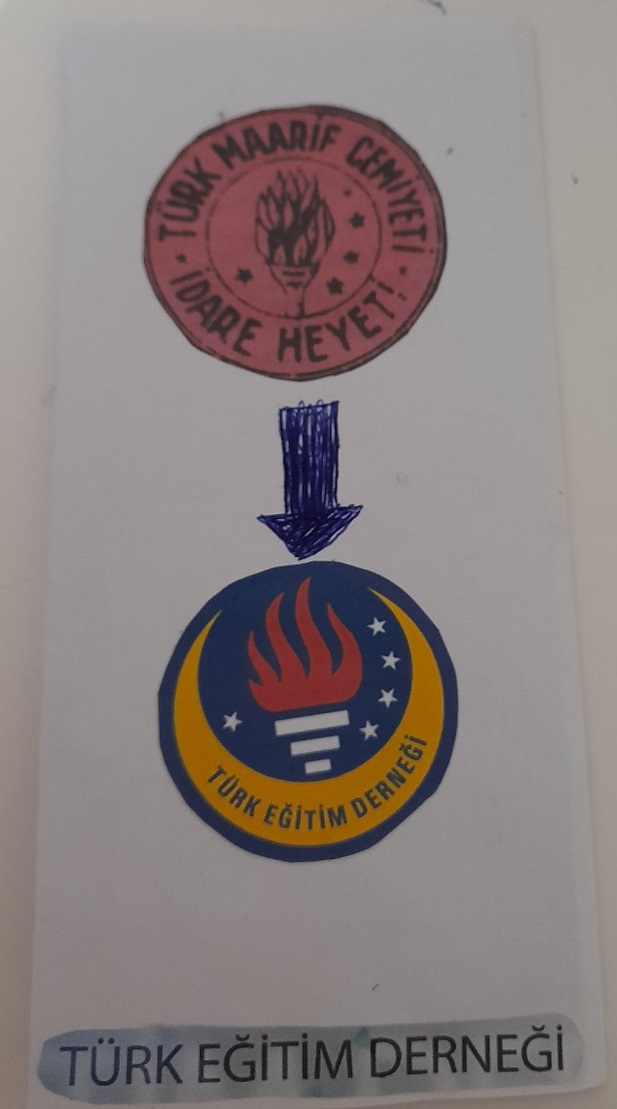 TÜRK MAARİF CEMİYETİ
İDARE HEYETİ
TÜRK EĞİTİM DERNEĞİ
TÜRK EĞİTİM DERNEĞİ